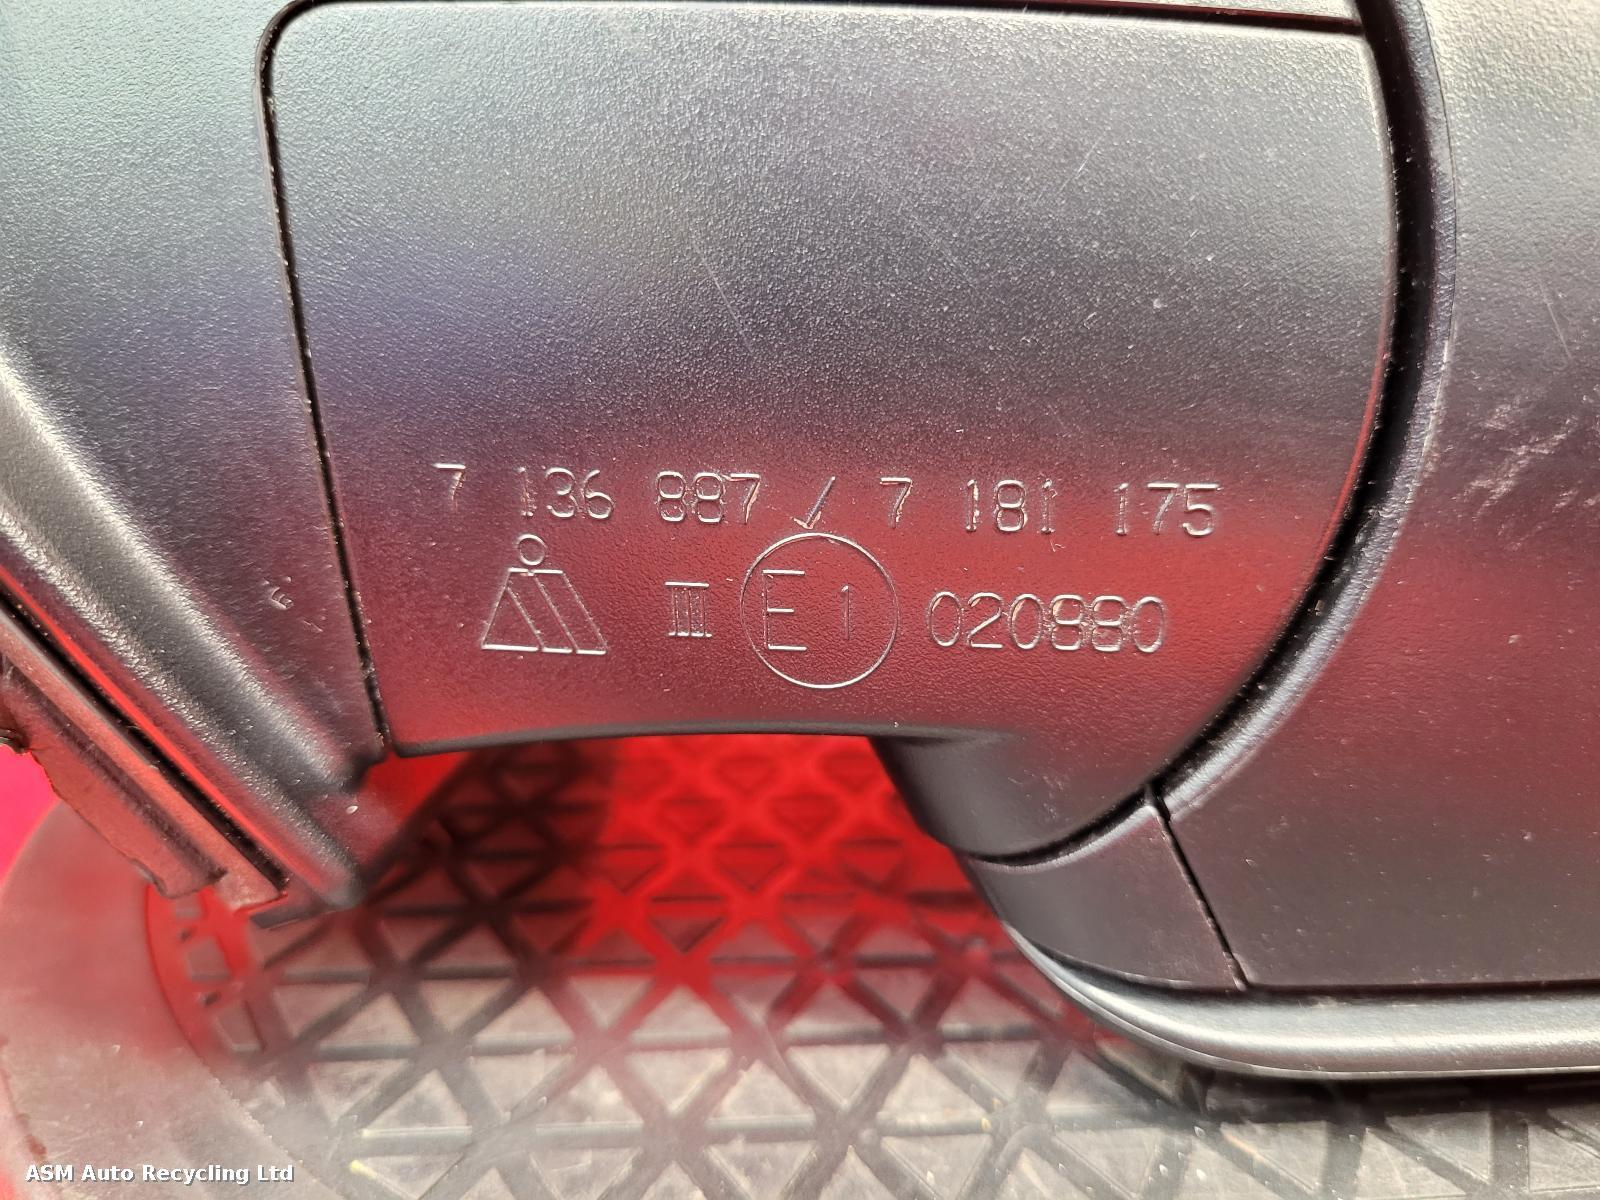 7 136 887 / 7 181 175
III E1 020880
ASM Auto Recycling Ltd